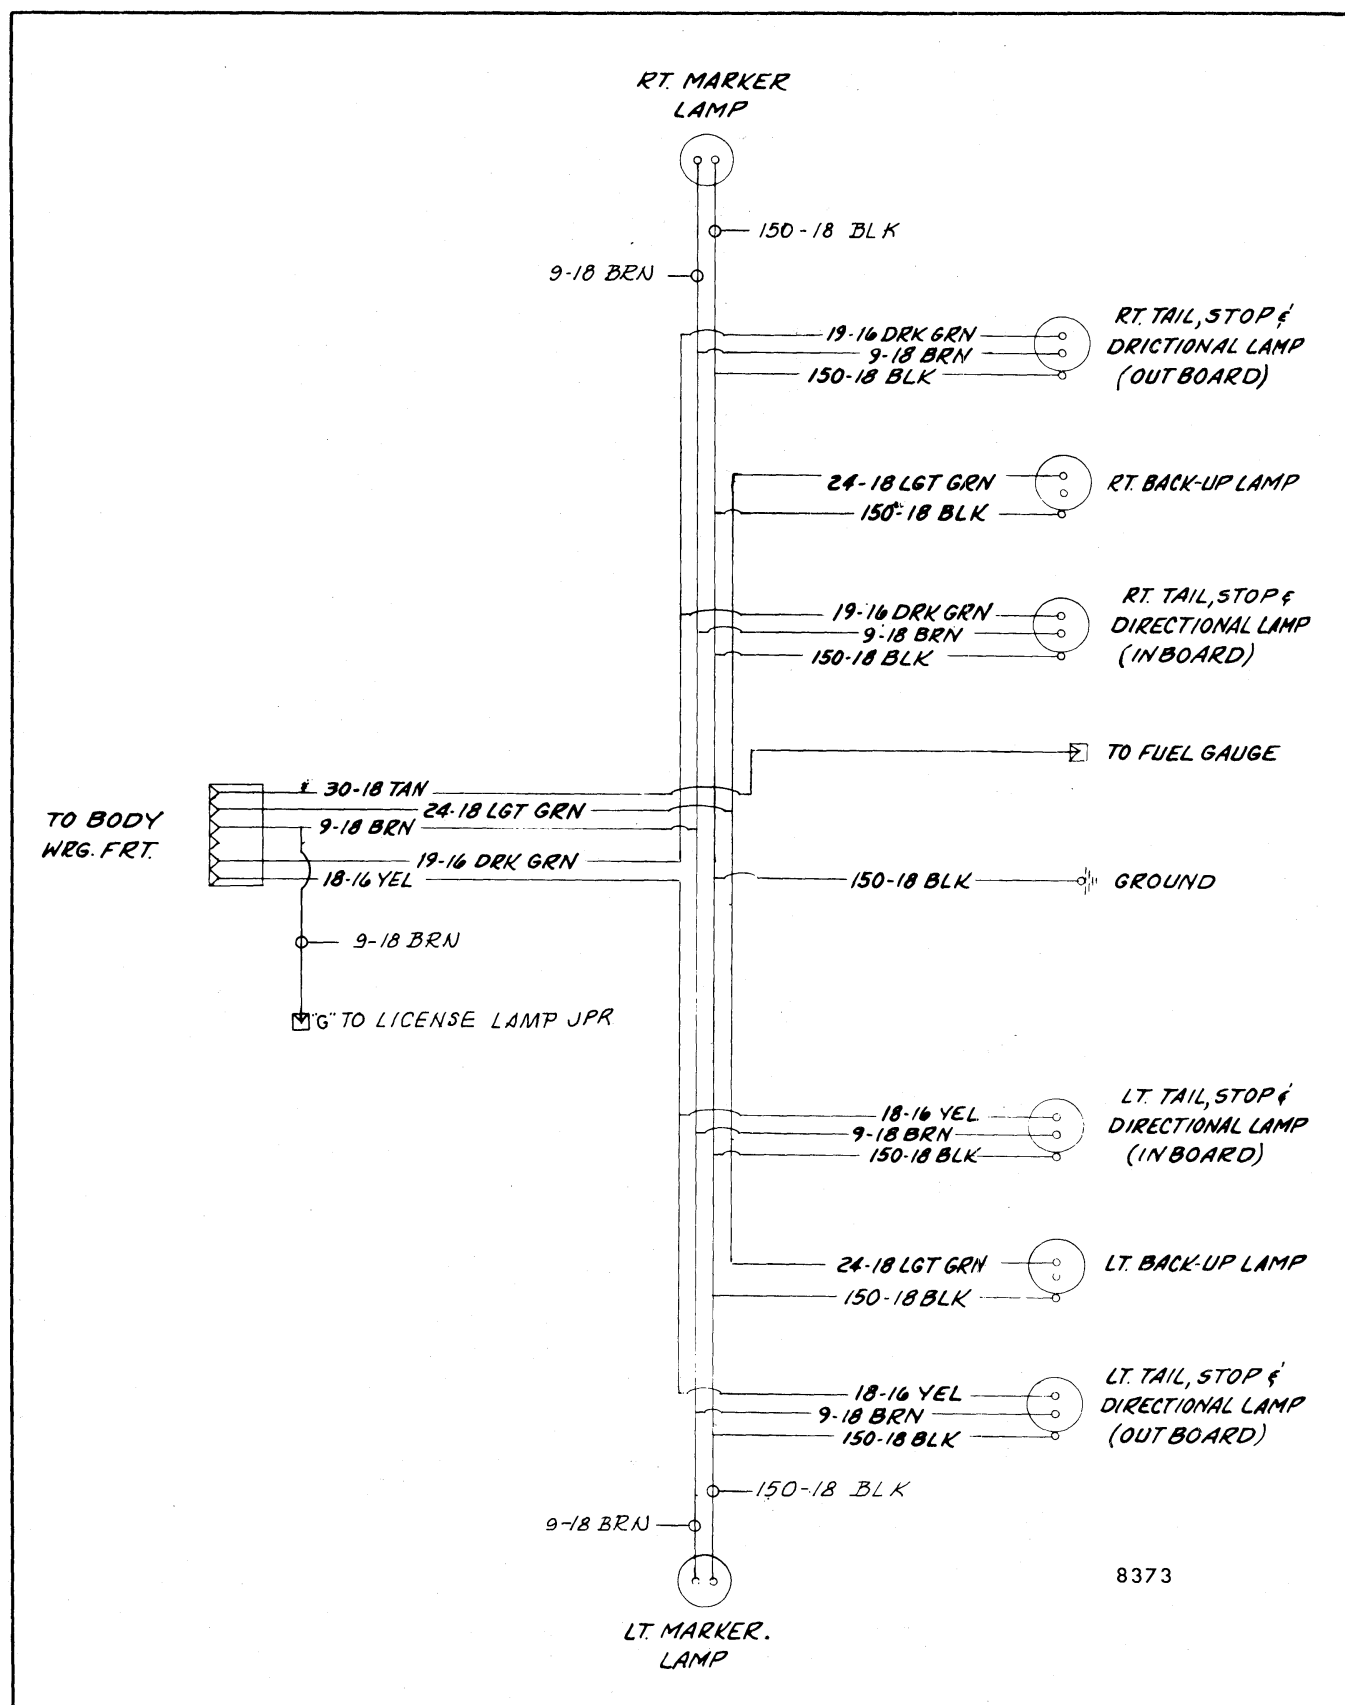 RT. MARKER
LAMP
150-18 BLK
9-18 BRN
19-16 DRK GRN
9-18 BRN
150-18 BLK
RT. TAIL, STOP &
DRICTIONAL LAMP
(OUTBOARD)
24-18 LGT GRN
150-18 BLK
RT. BACK-UP LAMP
19-16 DRK GRN
9-18 BRN
150-18 BLK
RT. TAIL, STOP &
DIRECTIONAL LAMP
(INBOARD)
TO FUEL GAUGE
TO BODY
WRG. FRT.
30-18 TAN
24-18 LGT GRN
9-18 BRN
19-16 DRK GRN
18-16 YEL
150-18 BLK
GROUND
9-18 BRN
"G" TO LICENSE LAMP JPR
18-16 YEL
9-18 BRN
150-18 BLK
LT. TAIL, STOP &
DIRECTIONAL LAMP
(INBOARD)
24-18 LGT GRN
150-18 BLK
LT. BACK-UP LAMP
18-16 YEL
9-18 BRN
150-18 BLK
LT. TAIL, STOP &
DIRECTIONAL LAMP
(OUTBOARD)
150-18 BLK
9-18 BRN
8373
LT. MARKER.
LAMP